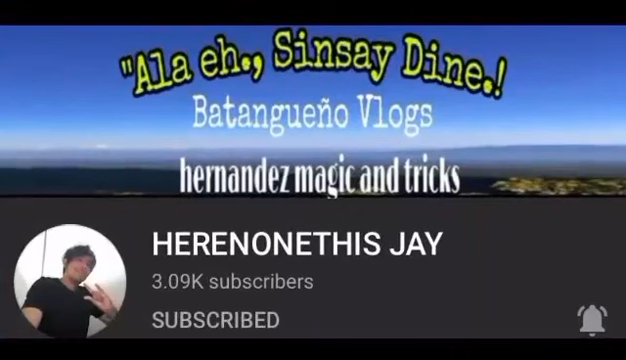 "Ala eh., Sinsay Dine.!
Batangueño Vlogs
hernandez magic and tricks
HERENONETHIS JAY
3.09K subscribers
SUBSCRIBED